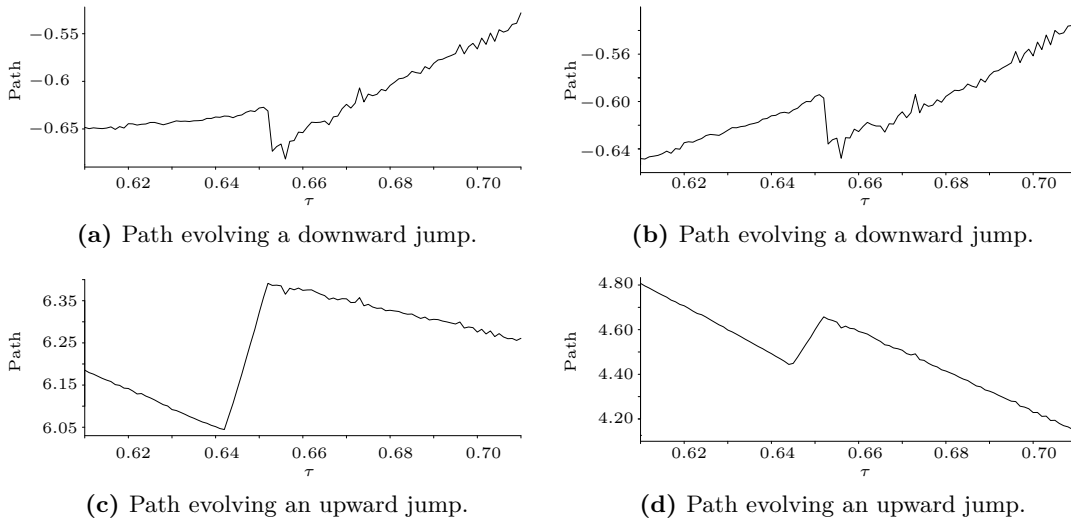 −0.55
−0.6
−0.65
Path
0.62 0.64 0.66 0.68 0.70
τ
(a) Path evolving a downward jump.
−0.56
−0.60
−0.64
Path
0.62 0.64 0.66 0.68 0.70
τ
(b) Path evolving a downward jump.
6.35
6.25
6.15
6.05
Path
0.62 0.64 0.66 0.68 0.70
τ
(c) Path evolving an upward jump.
4.80
4.60
4.40
4.20
Path
0.62 0.64 0.66 0.68 0.70
τ
(d) Path evolving an upward jump.